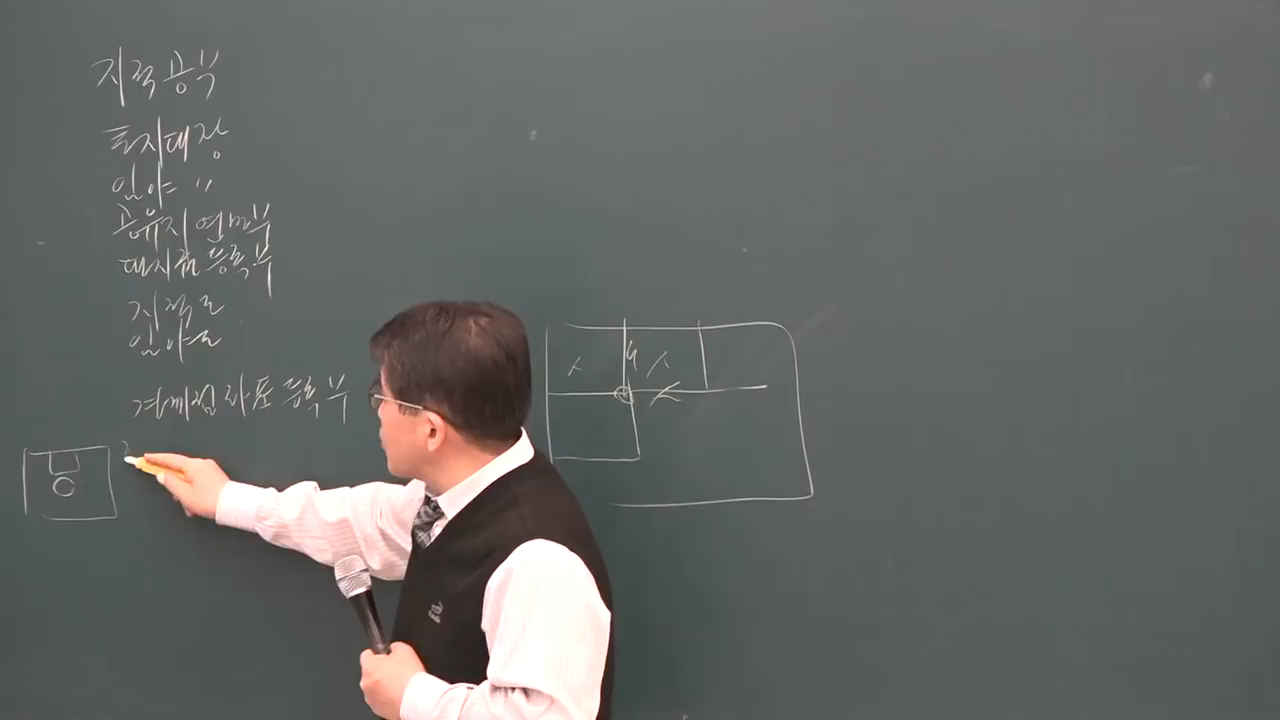 지적공부
토지대장
임야 〃
공유지연명부
대지권등록부
지적도
임야도
경계점좌표등록부